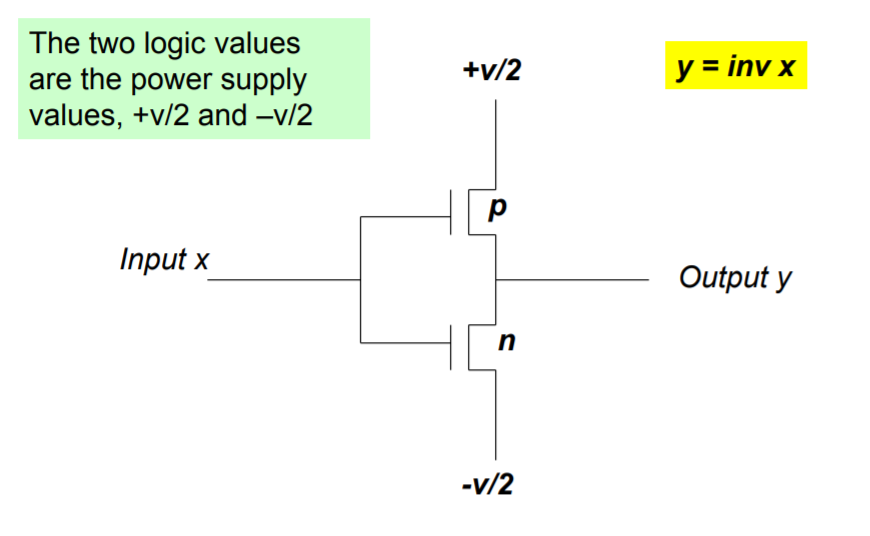 The two logic values
are the power supply
values, +v/2 and –v/2
+v/2
y = inv x
p
Input x
Output y
n
-v/2